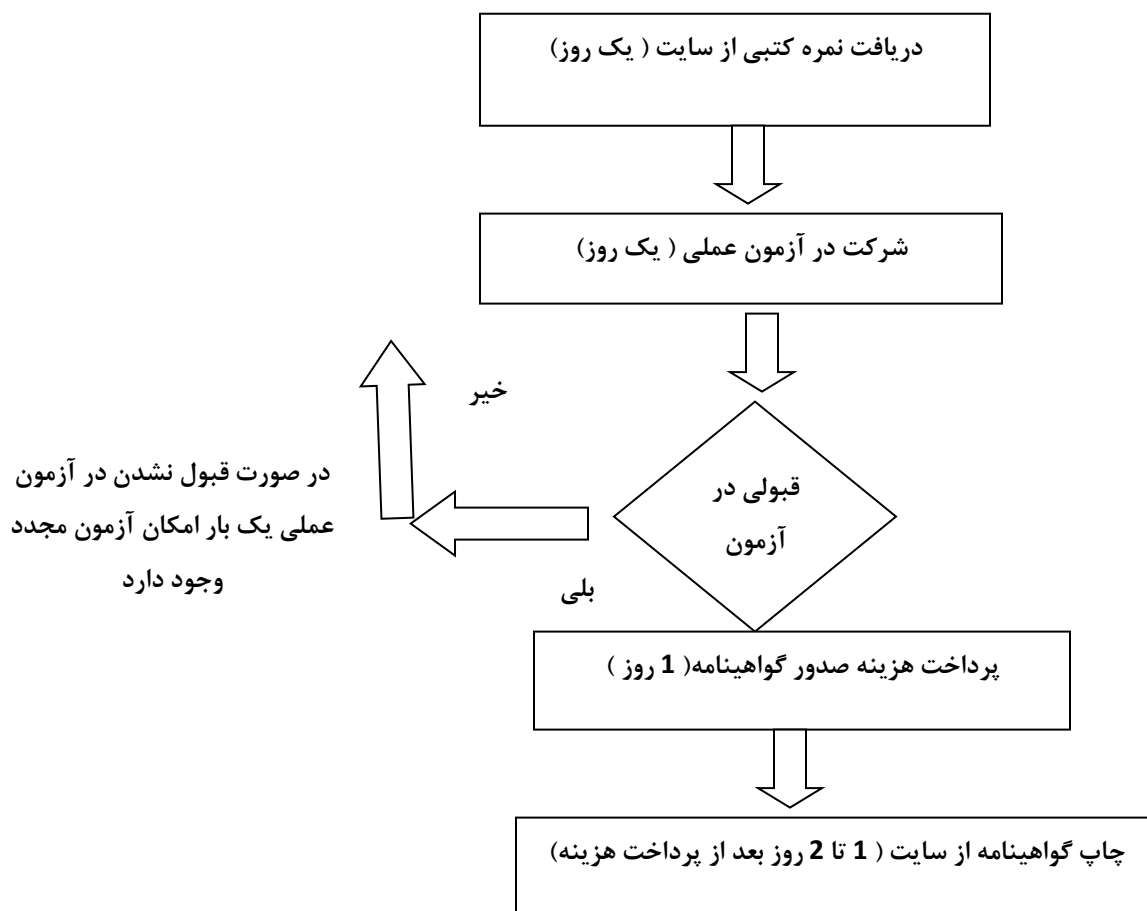 دریافت نمره کتبی از سایت ( یک روز)
شرکت در آزمون عملی ( یک روز)
خیر
قبولی در
آزمون
در صورت قبول نشدن در آزمون
عملی یک بار امکان آزمون مجدد
وجود دارد
بلی
پرداخت هزینه صدور گواهینامه( 1 روز )
چاپ گواهینامه از سایت ( 1 تا 2 روز بعد از پرداخت هزینه)